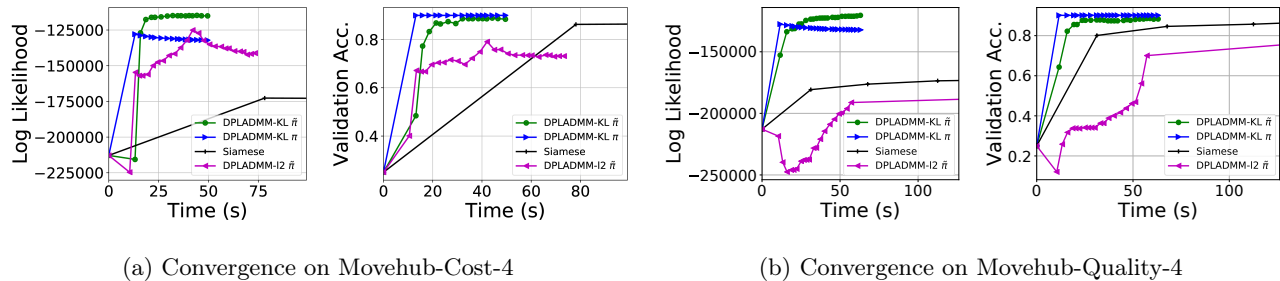 Log Likelihood
−125000
−150000
−175000
−200000
−225000
0
25
50
75
Time (s)
DPLADMM-KL π̃
DPLADMM-KL π
Siamese
DPLADMM-l2 π̃
Validation Acc.
0.8
0.6
0.4
0
20
40
60
80
Time (s)
DPLADMM-KL π̃
DPLADMM-KL π
Siamese
DPLADMM-l2 π̃
(a) Convergence on Movehub-Cost-4
Log Likelihood
−150000
−200000
−250000
0
50
100
Time (s)
DPLADMM-KL π̃
DPLADMM-KL π
Siamese
DPLADMM-l2 π̃
Validation Acc.
0.8
0.6
0.4
0.2
0
50
100
Time (s)
DPLADMM-KL π̃
DPLADMM-KL π
Siamese
DPLADMM-l2 π̃
(b) Convergence on Movehub-Quality-4